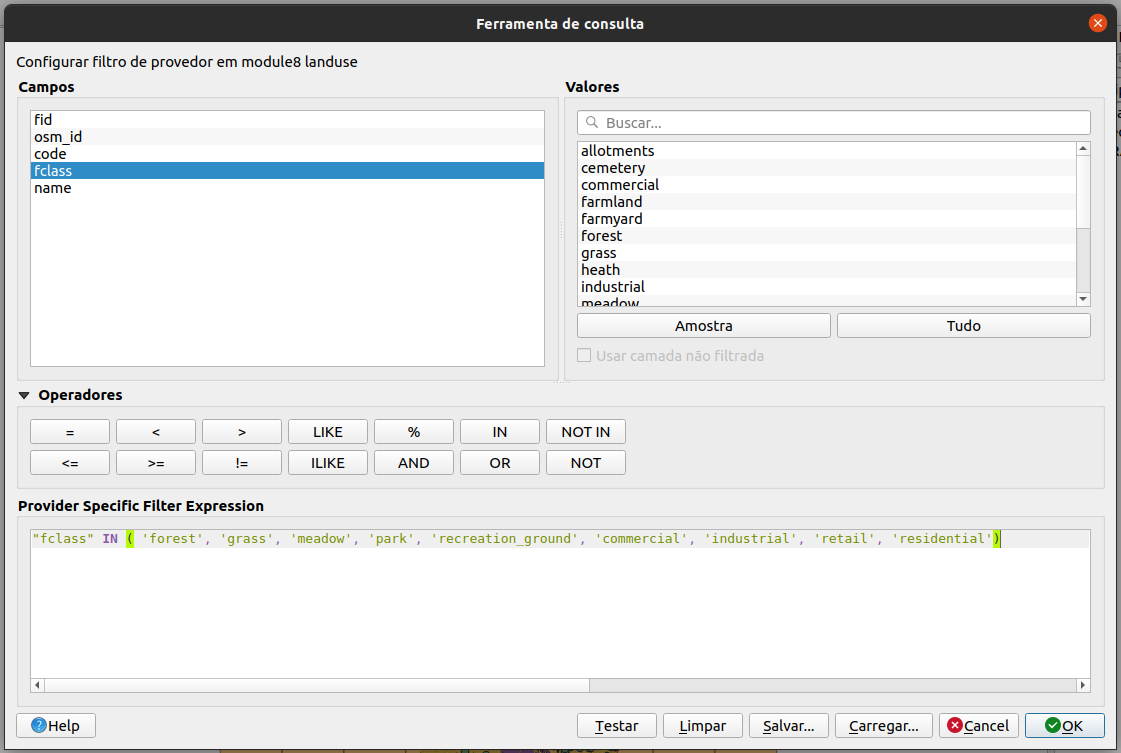 Ferramenta de consulta
Configurar filtro de provedor em module8 landuse
Campos
fid
osm_id
code
fclass
name
Valores
Buscar...
allotments
cemetery
commercial
farmland
farmyard
forest
grass
heath
industrial
meadow
Amostra Tudo
Usar camada não filtrada
Operadores
= < > LIKE % IN NOT IN
<= >= != ILIKE AND OR NOT
Provider Specific Filter Expression
"fclass" IN ( 'forest', 'grass', 'meadow', 'park', 'recreation_ground', 'commercial', 'industrial', 'retail', 'residential')
Help Testar Limpar Salvar... Carregar... Cancel OK